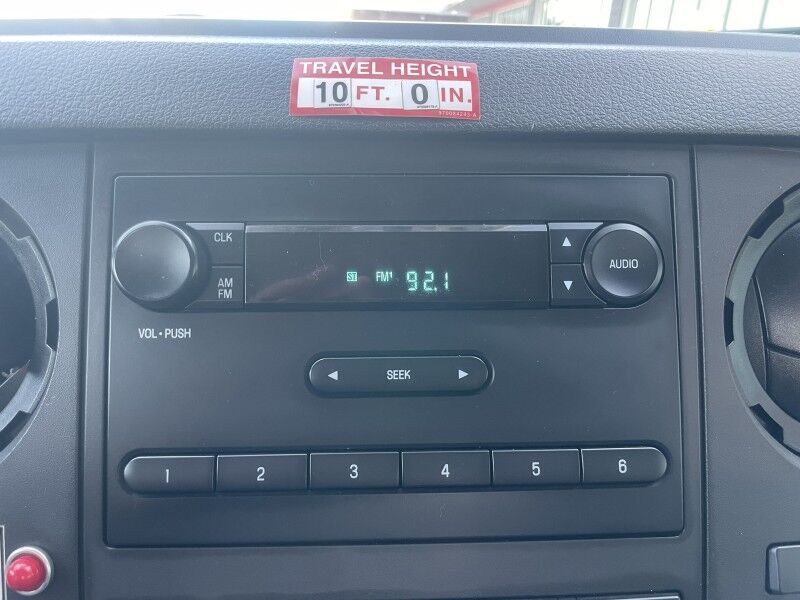 TRAVEL HEIGHT
10 FT. 0 IN.
CLK
AM
FM
ST FM1 92.1
AUDIO
VOL•PUSH
SEEK
1 2 3 4 5 6